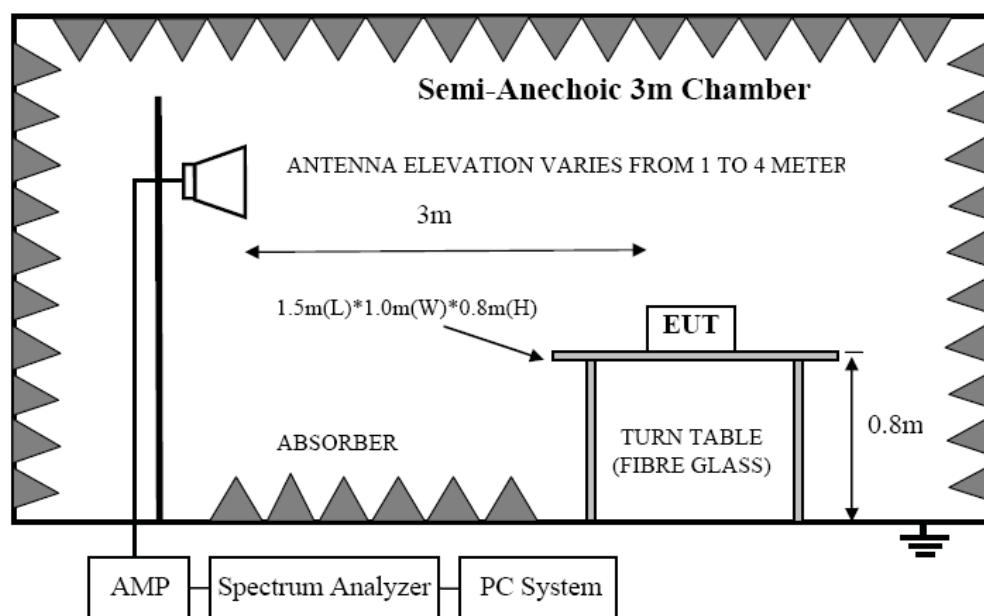 Semi-Anechoic 3m Chamber
ANTENNA ELEVATION VARIES FROM 1 TO 4 METER
3m
1.5m(L)*1.0m(W)*0.8m(H)
EUT
0.8m
ABSORBER
TURN TABLE
(FIBRE GLASS)
AMP
Spectrum Analyzer
PC System